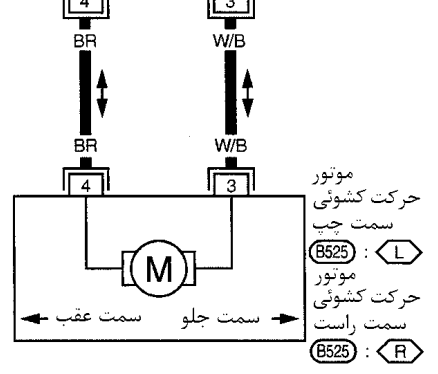 4 3
BR W/B
BR W/B
4 3
موتور
حرکت کشوئی
سمت چپ
B525 : L
موتور
حرکت کشوئی
سمت راست
B525 : R
M
سمت جلو سمت عقب